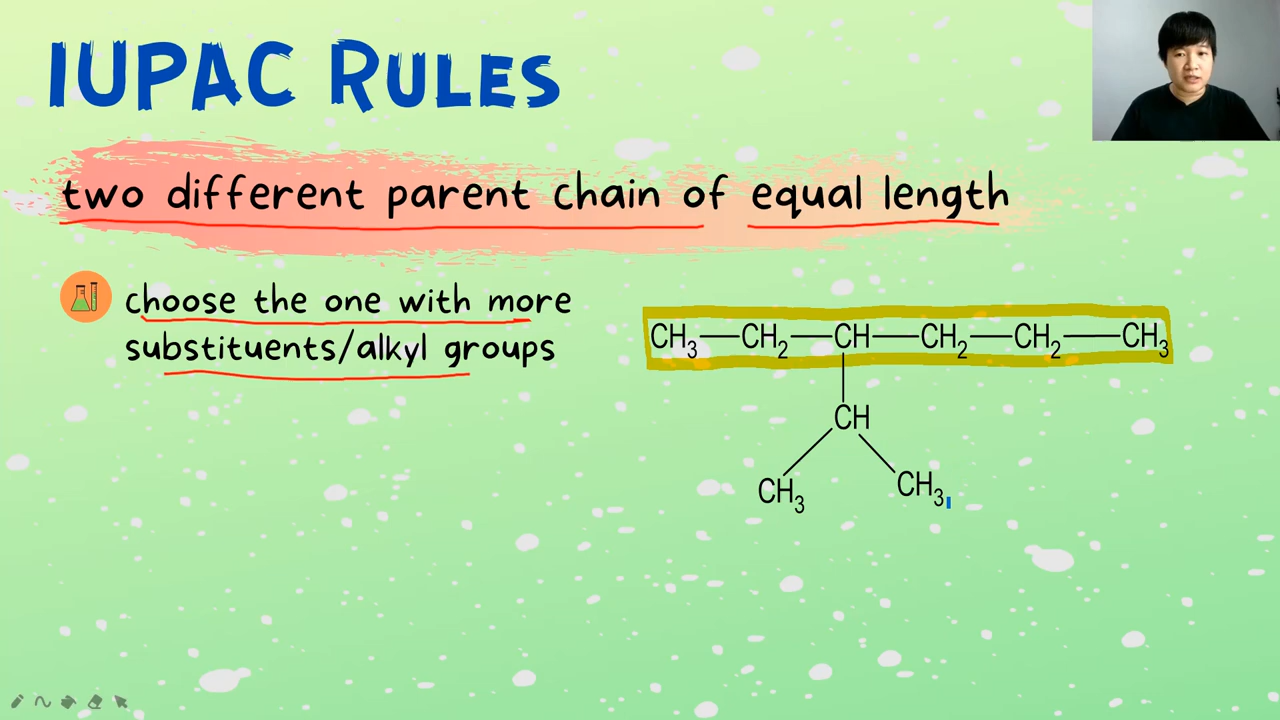 IUPAC RULES
two different parent chain of equal length
choose the one with more
substituents/alkyl groups
CH3 CH2 CH CH2 CH2 CH3
CH
CH3 CH3